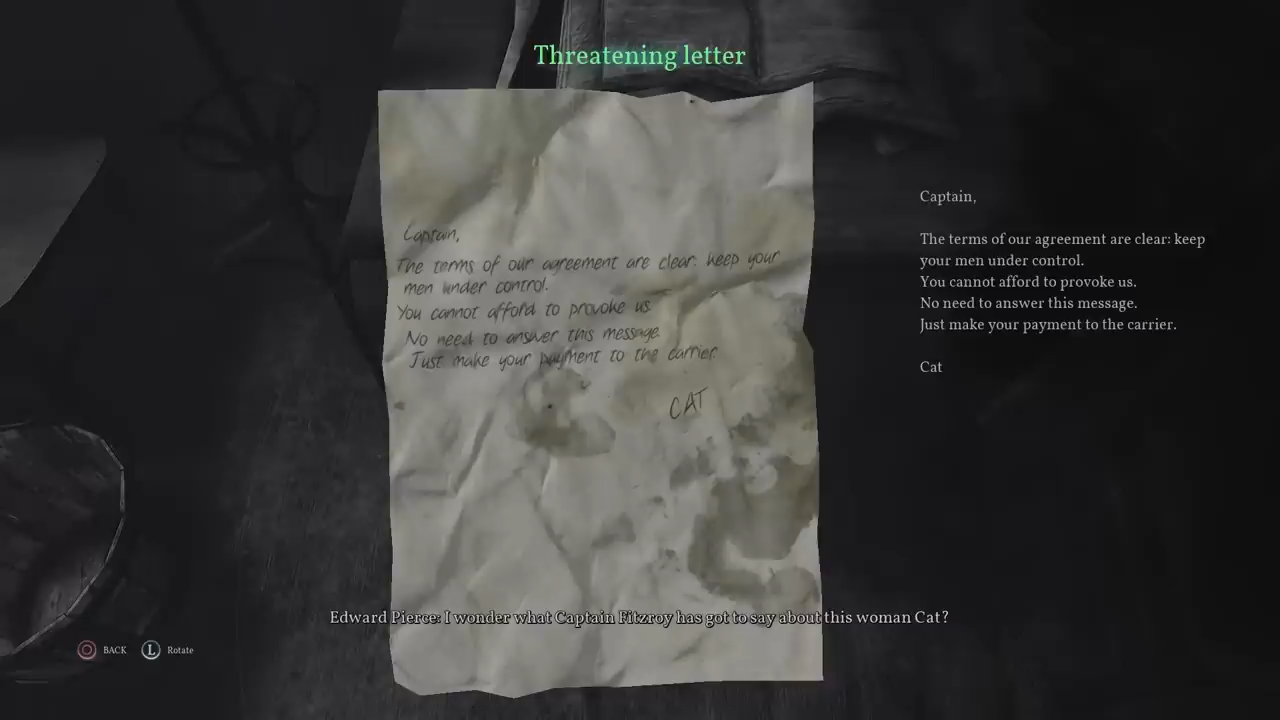 Threatening letter
Captain,
The terms of our agreement are clear: keep your
men under control.
You cannot afford to provoke us.
No need to answer this message.
Just make your payment to the carrier.
CAT
Captain,
The terms of our agreement are clear: keep
your men under control.
You cannot afford to provoke us.
No need to answer this message.
Just make your payment to the carrier.
Cat
Edward Pierce: I wonder what Captain Fitzroy has got to say about this woman Cat?
BACK L Rotate